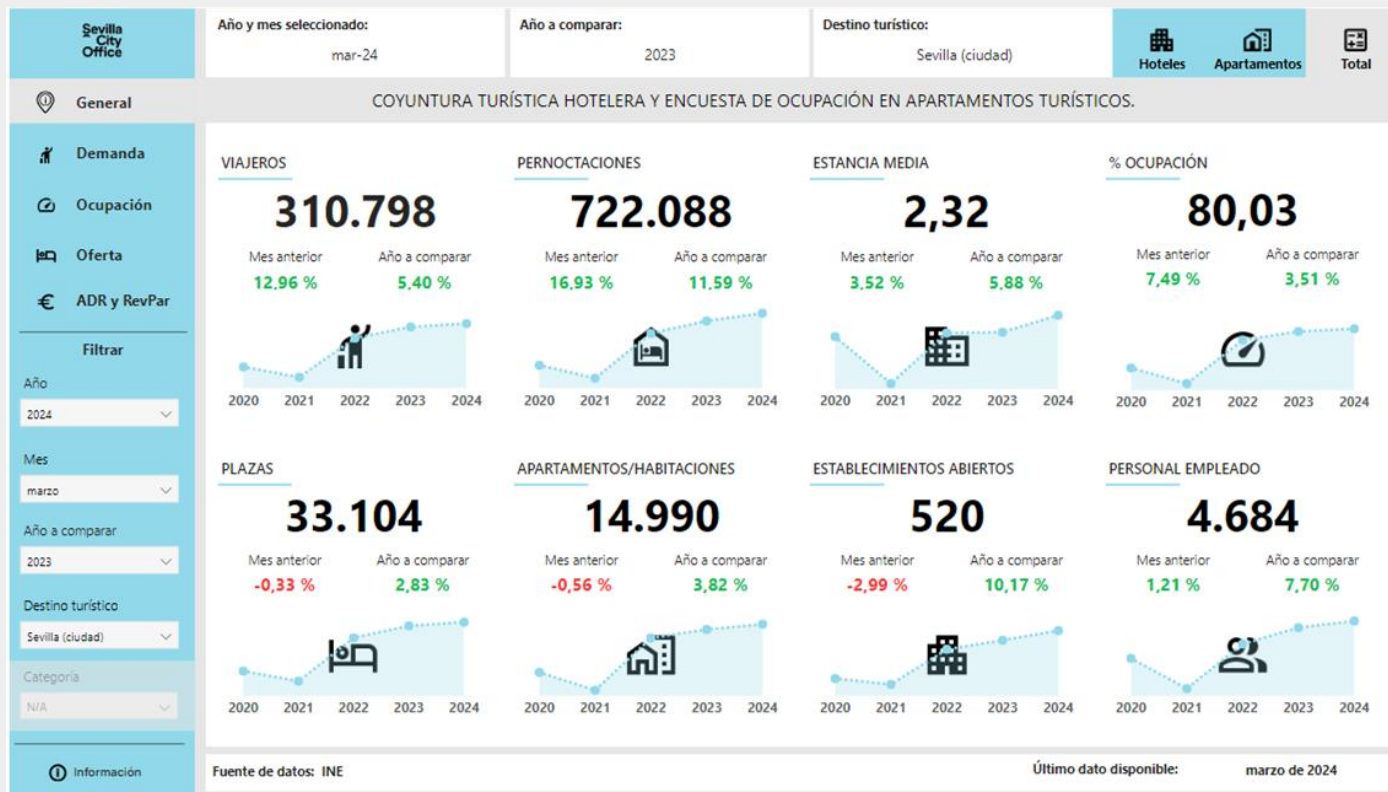 Sevilla
City
Office
Año y mes seleccionado:
mar-24
Año a comparar:
2023
Destino turístico:
Sevilla (ciudad)
Hoteles
Apartamentos
Total
General
Demanda
Ocupación
Oferta
ADR y RevPar
Filtrar
Año
2024
Mes
marzo
Año a comparar
2023
Destino turístico
Sevilla (ciudad)
Categoría
N/A
Información
COYUNTURA TURÍSTICA HOTELERA Y ENCUESTA DE OCUPACIÓN EN APARTAMENTOS TURÍSTICOS.
VIAJEROS
310.798
Mes anterior Año a comparar
12,96 % 5,40 %
2020 2021 2022 2023 2024
PERNOCTACIONES
722.088
Mes anterior Año a comparar
16,93 % 11,59 %
2020 2021 2022 2023 2024
ESTANCIA MEDIA
2,32
Mes anterior Año a comparar
3,52 % 5,88 %
2020 2021 2022 2023 2024
% OCUPACIÓN
80,03
Mes anterior Año a comparar
7,49 % 3,51 %
2020 2021 2022 2023 2024
PLAZAS
33.104
Mes anterior Año a comparar
-0,33 % 2,83 %
2020 2021 2022 2023 2024
APARTAMENTOS/HABITACIONES
14.990
Mes anterior Año a comparar
-0,56 % 3,82 %
2020 2021 2022 2023 2024
ESTABLECIMIENTOS ABIERTOS
520
Mes anterior Año a comparar
-2,99 % 10,17 %
2020 2021 2022 2023 2024
PERSONAL EMPLEADO
4.684
Mes anterior Año a comparar
1,21 % 7,70 %
2020 2021 2022 2023 2024
Fuente de datos: INE
Último dato disponible: marzo de 2024